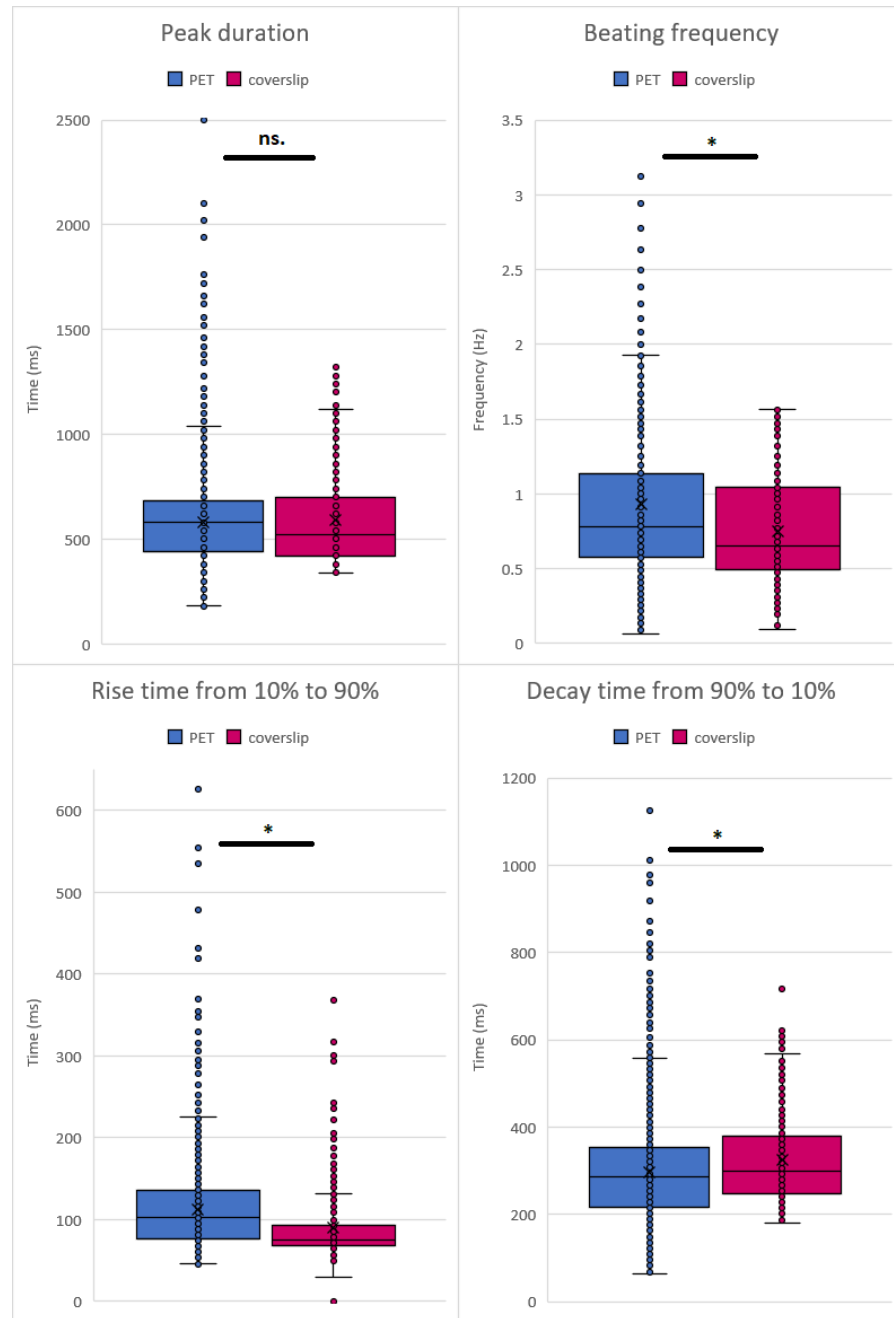 Peak duration
PET coverslip
ns.
2500
2000
1500
1000
500
0
Time (ms)
Beating frequency
PET coverslip
*
3.5
3
2.5
2
1.5
1
0.5
0
Frequency (Hz)
Rise time from 10% to 90%
PET coverslip
*
600
500
400
300
200
100
0
Time (ms)
Decay time from 90% to 10%
PET coverslip
*
1200
1000
800
600
400
200
0
Time (ms)